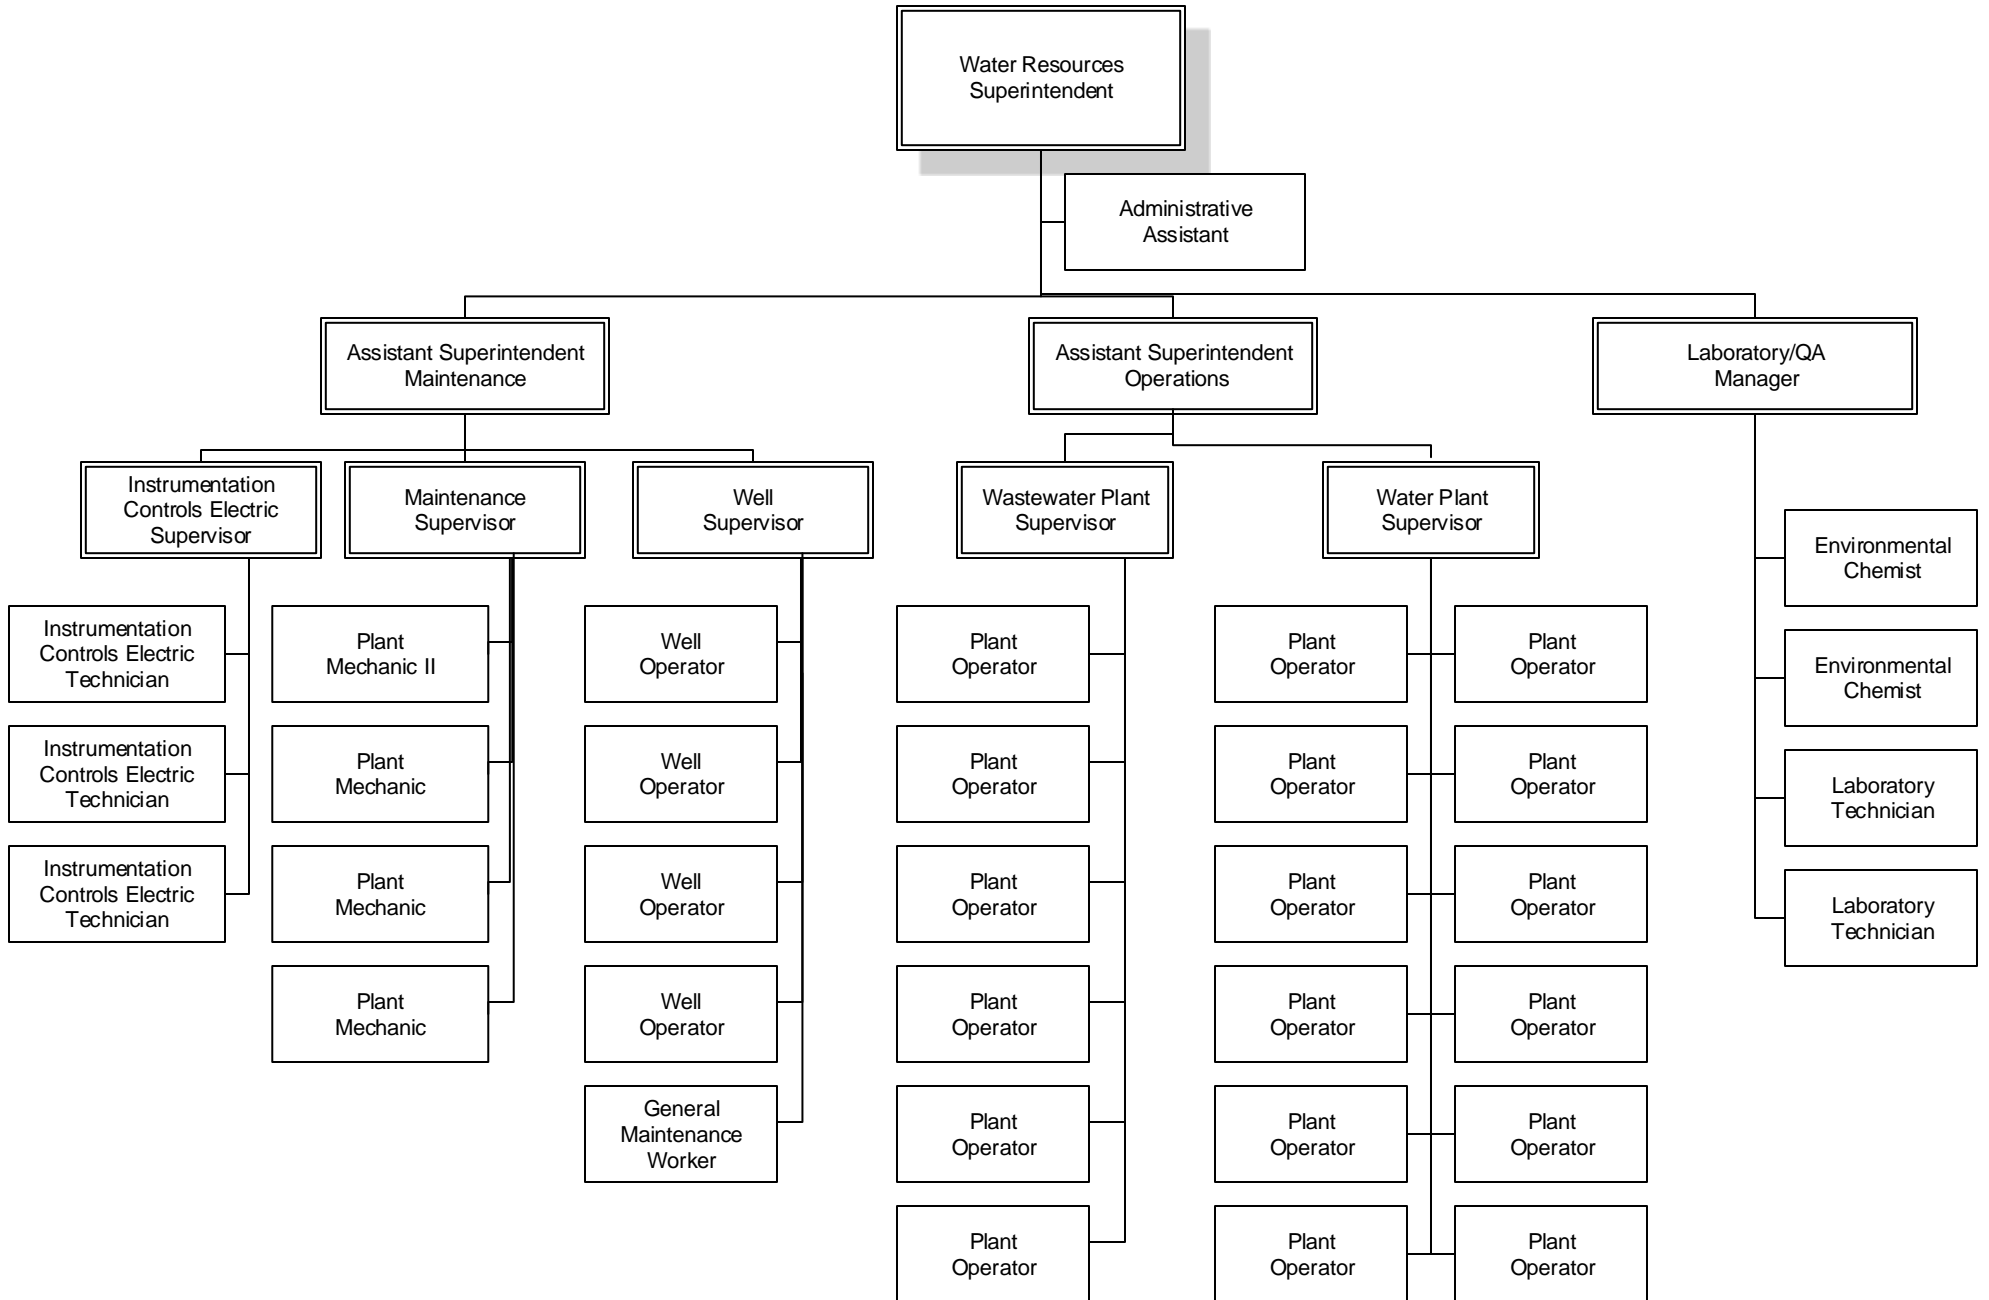 Water Resources
Superintendent
Administrative
Assistant
Assistant Superintendent
Maintenance
Assistant Superintendent
Operations
Laboratory/QA
Manager
Instrumentation
Controls Electric
Supervisor
Maintenance
Supervisor
Well
Supervisor
Wastewater Plant
Supervisor
Water Plant
Supervisor
Instrumentation
Controls Electric
Technician
Instrumentation
Controls Electric
Technician
Instrumentation
Controls Electric
Technician
Plant
Mechanic II
Plant
Mechanic
Plant
Mechanic
Plant
Mechanic
Well
Operator
Well
Operator
Well
Operator
Well
Operator
General
Maintenance
Worker
Plant
Operator
Plant
Operator
Plant
Operator
Plant
Operator
Plant
Operator
Plant
Operator
Plant
Operator
Plant
Operator
Plant
Operator
Plant
Operator
Plant
Operator
Plant
Operator
Plant
Operator
Plant
Operator
Plant
Operator
Plant
Operator
Plant
Operator
Plant
Operator
Environmental
Chemist
Environmental
Chemist
Laboratory
Technician
Laboratory
Technician